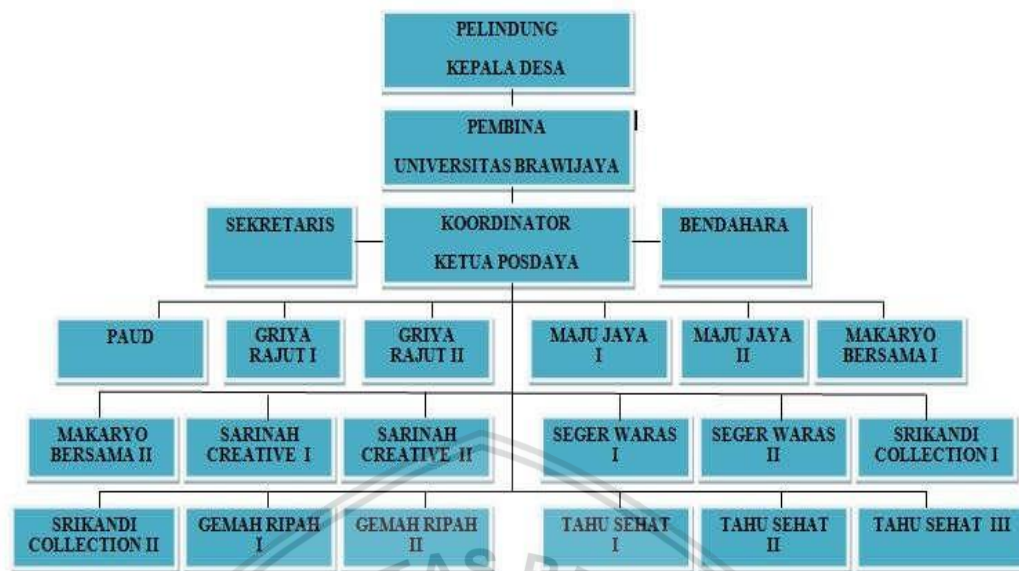 PELINDUNG
KEPALA DESA
PEMBINA
UNIVERSITAS BRAWIJAYA
SEKRETARIS
KOORDINATOR
KETUA POSDAYA
BENDAHARA
PAUD
GRIYA
RAJUT I
GRIYA
RAJUT II
MAJU JAYA
I
MAJU JAYA
II
MAKARYO
BERSAMA I
MAKARYO
BERSAMA II
SARINAH
CREATIVE I
SARINAH
CREATIVE II
SEGER WARAS
I
SEGER WARAS
II
SRIKANDI
COLLECTION I
SRIKANDI
COLLECTION II
GEMAH RIPAH
I
GEMAH RIPAH
II
TAHU SEHAT
I
TAHU SEHAT
II
TAHU SEHAT III